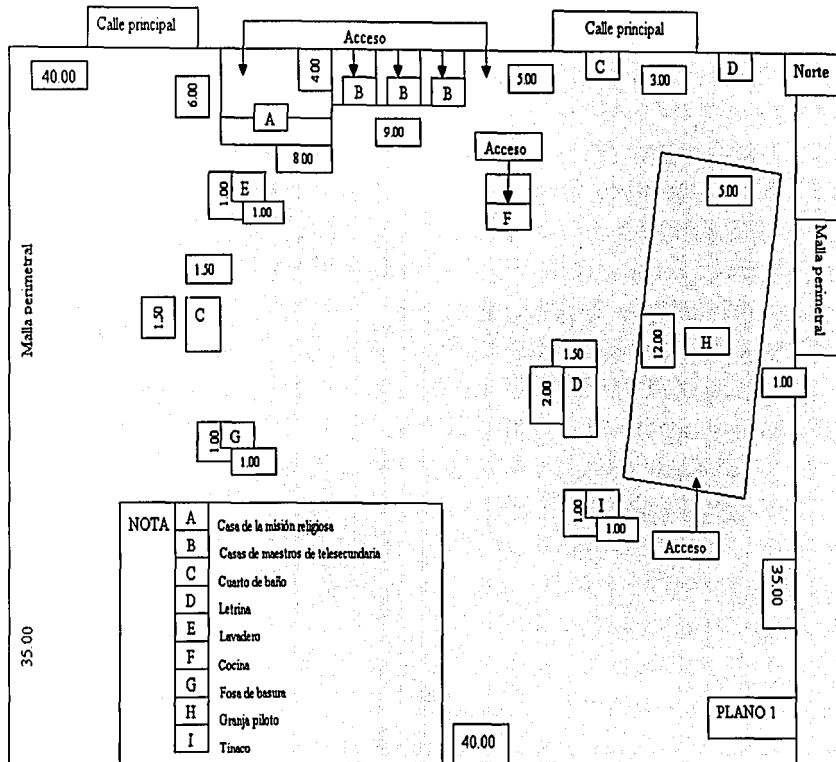 Calle principal
Acceso
Calle principal
40.00
6.00
4.00
B
B
B
5.00
C
3.00
D
Norte
A
8.00
9.00
Acceso
1.00
E
1.00
F
5.00
Malla perimetral
Malla perimetral
1.50
1.50
C
12.00
H
1.50
2.00
D
1.00
1.00
G
1.00
1.00
I
1.00
Acceso
35.00
35.00
NOTA
A Casa de la misión religiosa
B Casas de maestros de telesecundaria
C Cuarto de baño
D Letrina
E Lavadero
F Cocina
G Fosa de basura
H Granja piloto
I Tinaco
PLANO 1
40.00